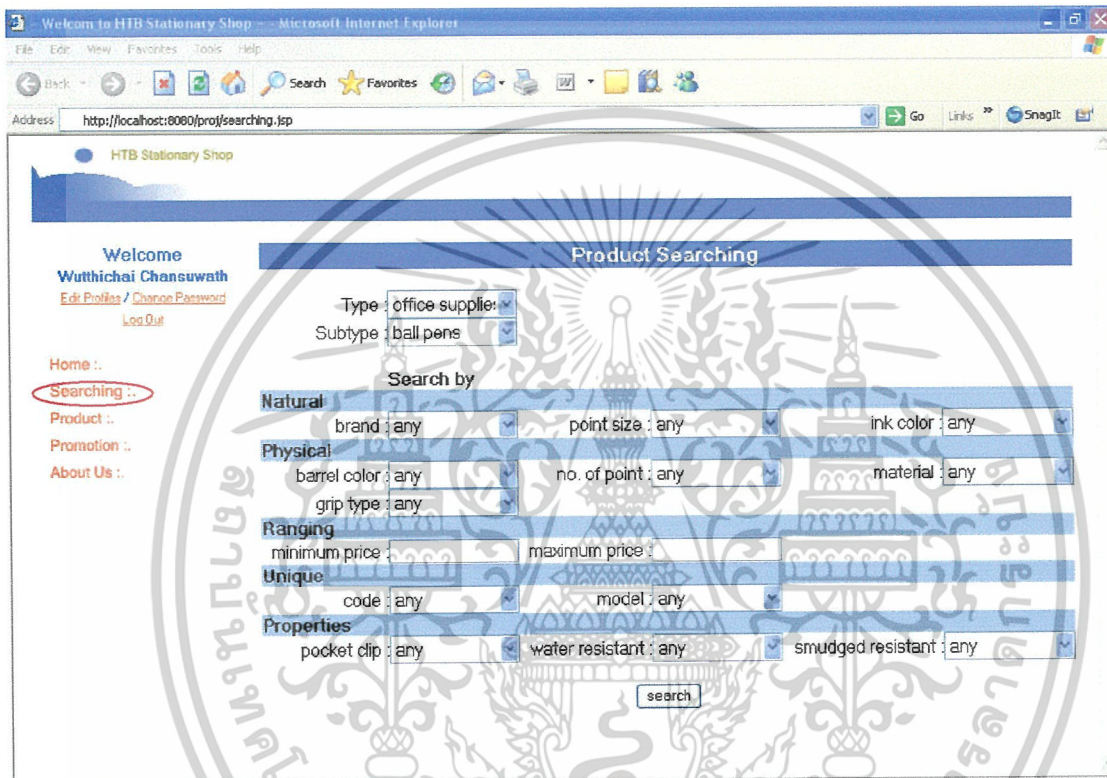 Welcom to HTB Stationary Shop - - Microsoft Internet Explorer
File Edit View Favorites Tools Help
Back Search Favorites
Address http://localhost:8080/proj/searching.jsp Go Links » SnagIt
HTB Stationary Shop
Welcome
Wutthichai Chansuwath
Edit Profiles / Change Password
Log Out
Home :.
Searching :.
Product :.
Promotion :.
About Us :.
Product Searching
Type : office supplies
Subtype : ball pens
Search by
Natural
brand : any point size : any ink color : any
Physical
barrel color : any no. of point : any material : any
grip type : any
Ranging
minimum price : maximum price :
Unique
code : any model : any
Properties
pocket clip : any water resistant : any smudged resistant : any
search